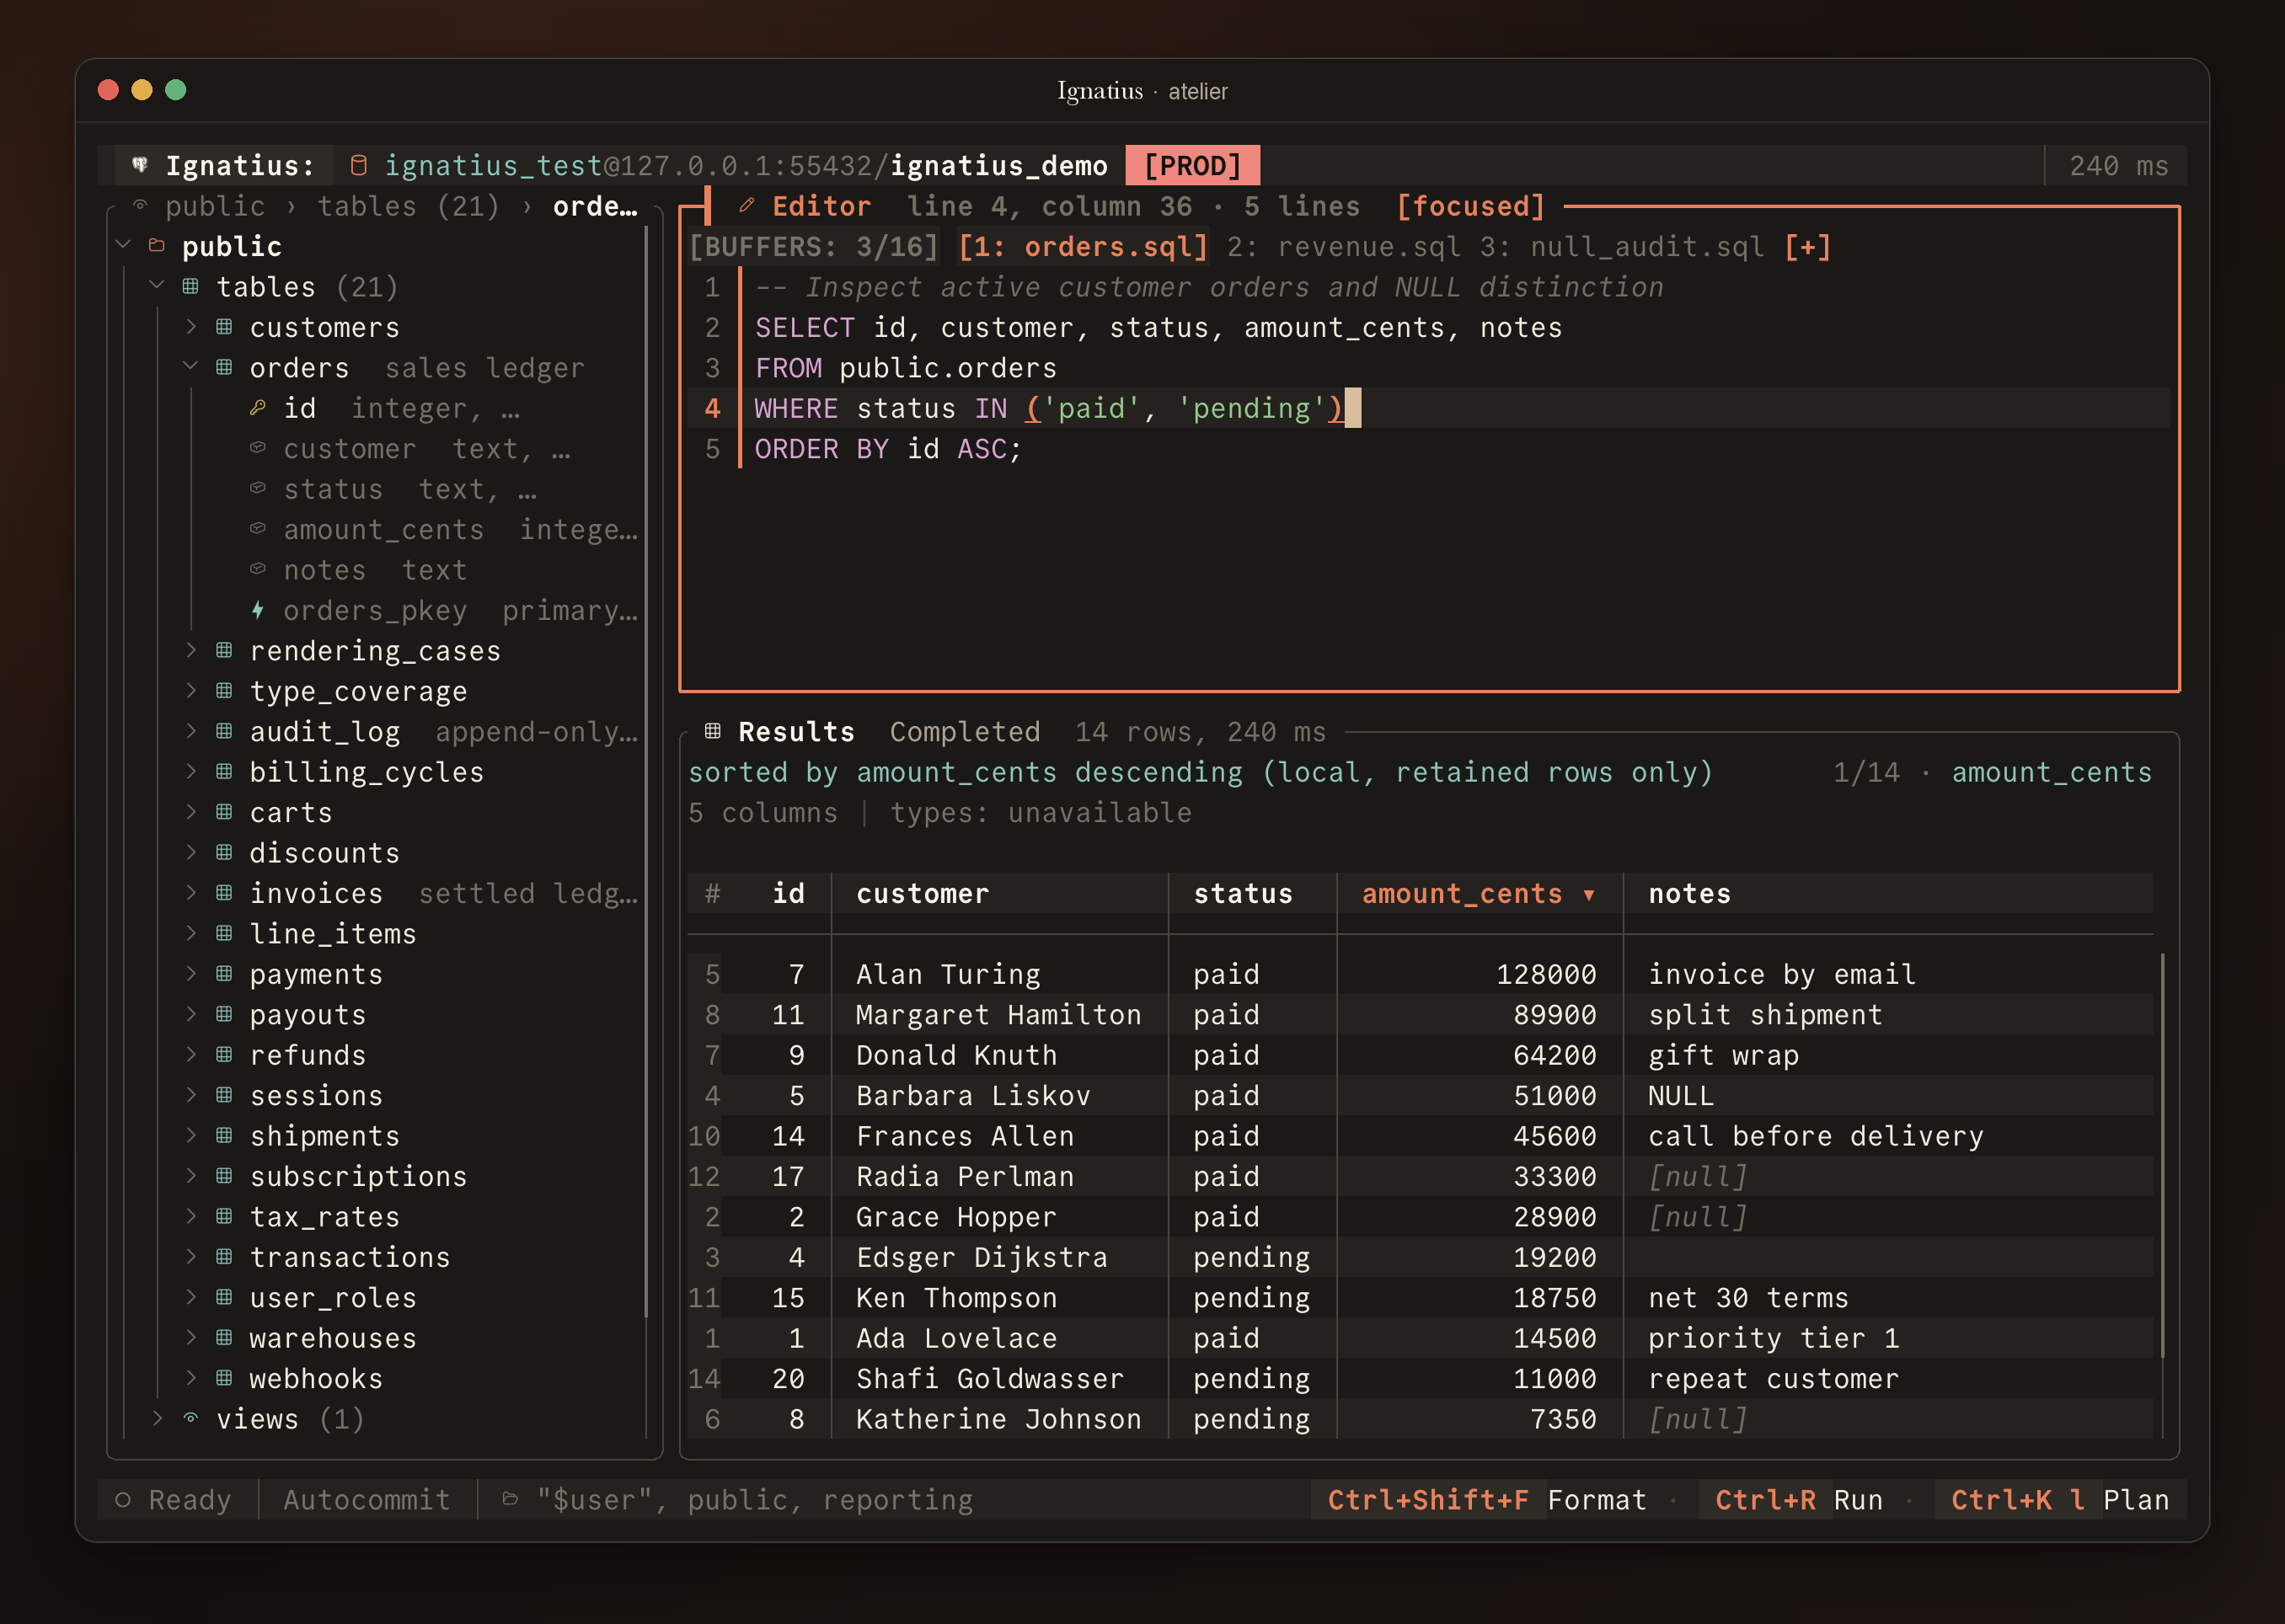 Ignatius · atelier
Ignatius: ignatius_test@127.0.0.1:55432/ignatius_demo [PROD] 240 ms
public › tables (21) › orde…
public
tables (21)
customers
orders sales ledger
id integer, …
customer text, …
status text, …
amount_cents intege…
notes text
orders_pkey primary…
rendering_cases
type_coverage
audit_log append-only…
billing_cycles
carts
discounts
invoices settled ledg…
line_items
payments
payouts
refunds
sessions
shipments
subscriptions
tax_rates
transactions
user_roles
warehouses
webhooks
views (1)
Editor line 4, column 36 · 5 lines [focused]
[BUFFERS: 3/16] [1: orders.sql] 2: revenue.sql 3: null_audit.sql [+]
1 -- Inspect active customer orders and NULL distinction
2 SELECT id, customer, status, amount_cents, notes
3 FROM public.orders
4 WHERE status IN ('paid', 'pending')
5 ORDER BY id ASC;
Results Completed 14 rows, 240 ms
sorted by amount_cents descending (local, retained rows only) 1/14 · amount_cents
5 columns | types: unavailable
# id customer status amount_cents ▼ notes
5 7 Alan Turing paid 128000 invoice by email
8 11 Margaret Hamilton paid 89900 split shipment
7 9 Donald Knuth paid 64200 gift wrap
4 5 Barbara Liskov paid 51000 NULL
10 14 Frances Allen paid 45600 call before delivery
12 17 Radia Perlman paid 33300 [null]
2 2 Grace Hopper paid 28900 [null]
3 4 Edsger Dijkstra pending 19200
11 15 Ken Thompson pending 18750 net 30 terms
1 1 Ada Lovelace paid 14500 priority tier 1
14 20 Shafi Goldwasser pending 11000 repeat customer
6 8 Katherine Johnson pending 7350 [null]
Ready Autocommit "$user", public, reporting Ctrl+Shift+F Format · Ctrl+R Run · Ctrl+K l Plan